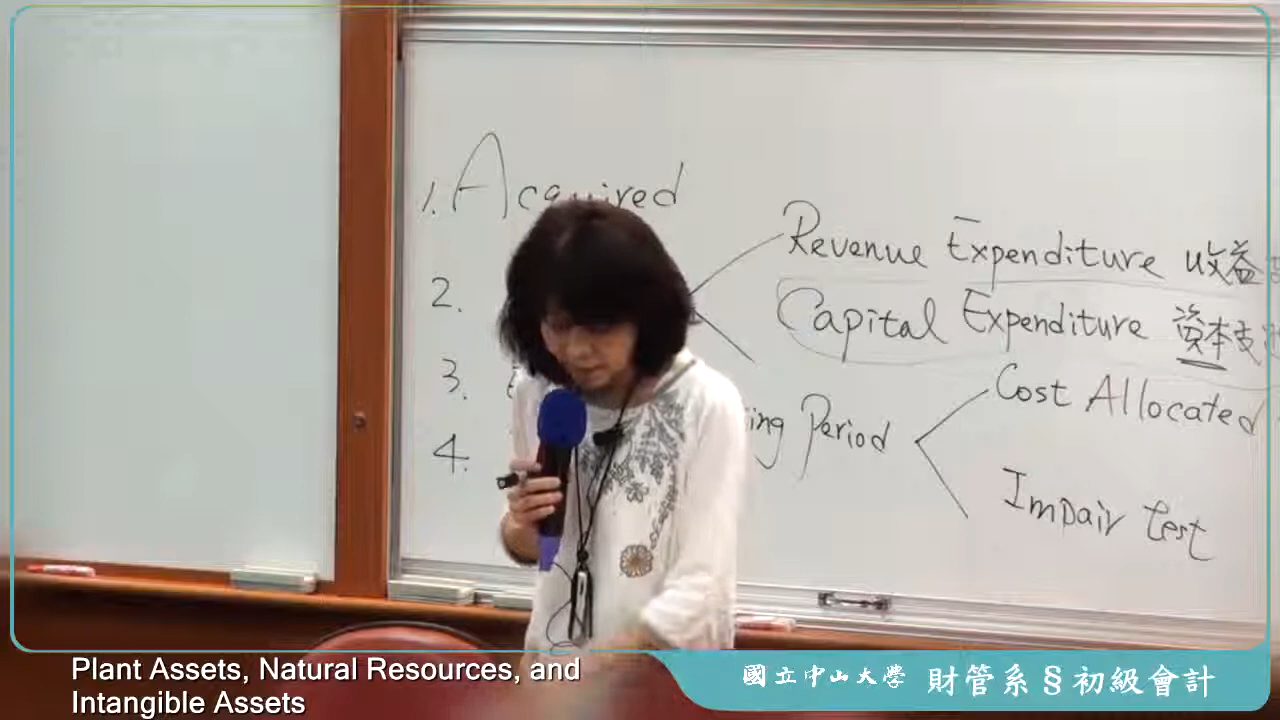 1. Acquired
Revenue Expenditure 收益
2.
Capital Expenditure 資本支
3.
Cost Allocated
ing Period
4.
Impair test
Plant Assets, Natural Resources, and
Intangible Assets
國立中山大學 財管系§初級會計